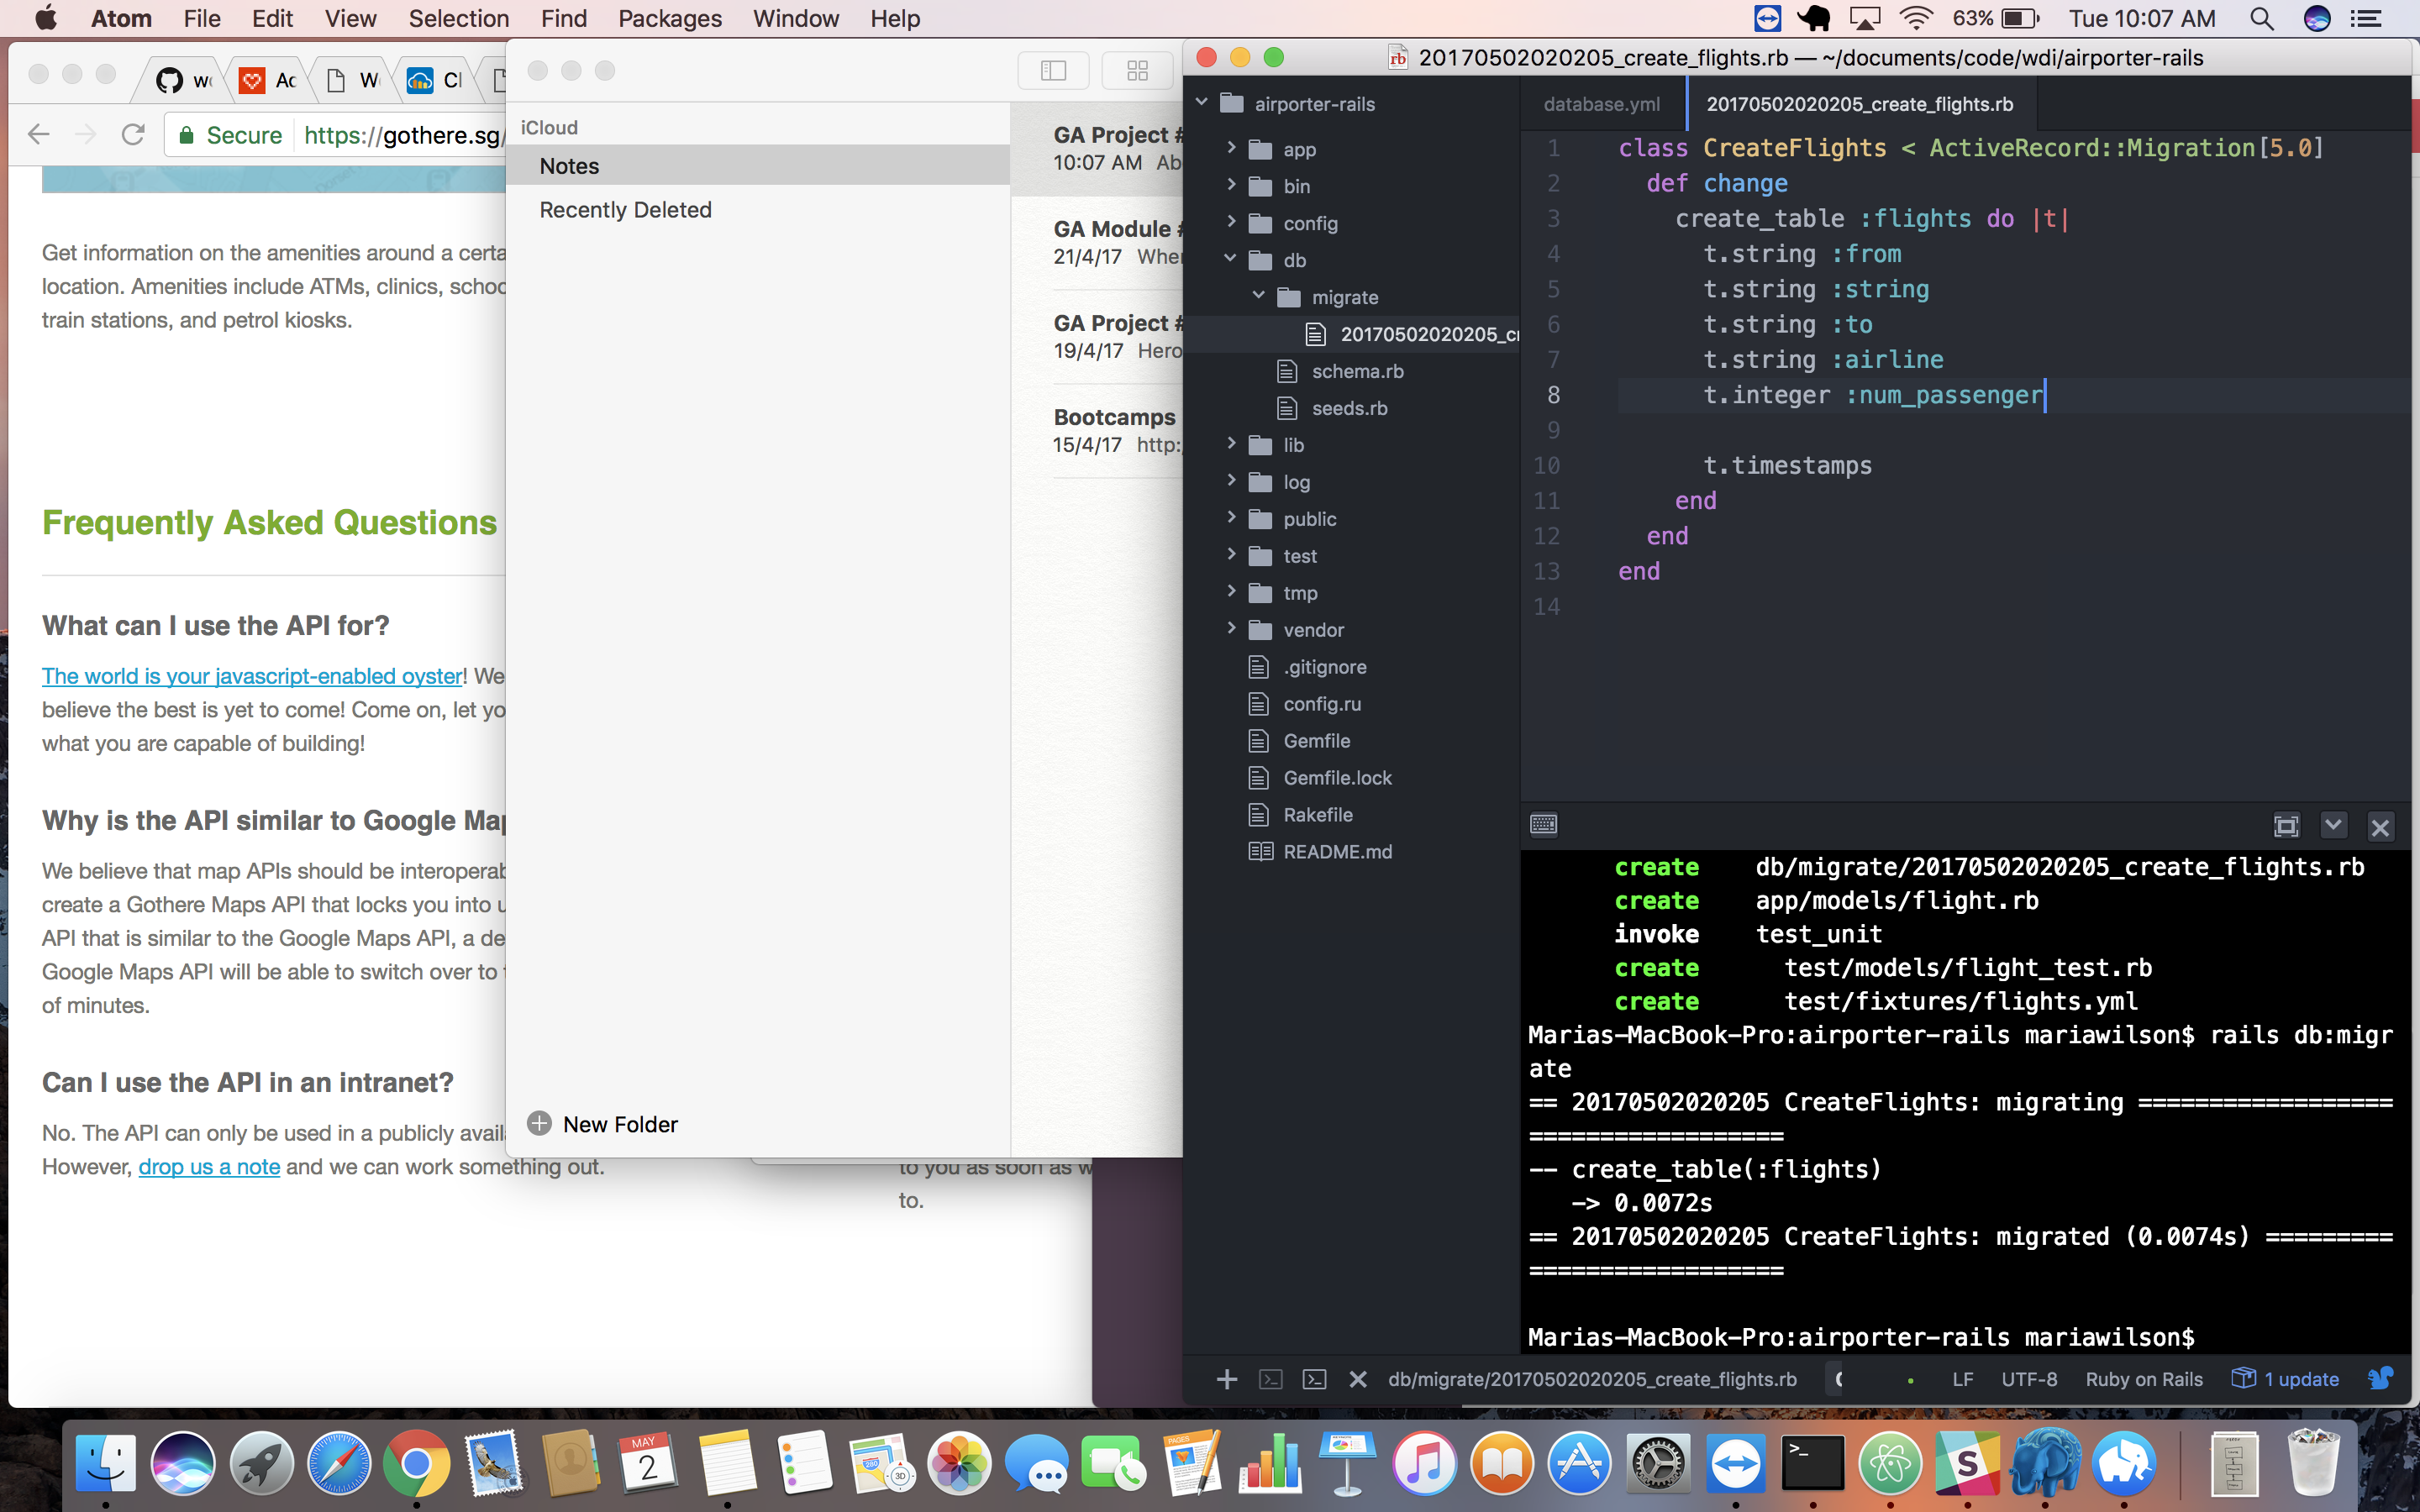 Atom File Edit View Selection Find Packages Window Help
63% Tue 10:07 AM
Secure https://gothere.sg/
Get information on the amenities around a certa
location. Amenities include ATMs, clinics, schoo
train stations, and petrol kiosks.
Frequently Asked Questions
What can I use the API for?
The world is your javascript-enabled oyster! We
believe the best is yet to come! Come on, let yo
what you are capable of building!
Why is the API similar to Google Map
We believe that map APIs should be interoperab
create a Gothere Maps API that locks you into u
API that is similar to the Google Maps API, a de
Google Maps API will be able to switch over to
of minutes.
Can I use the API in an intranet?
No. The API can only be used in a publicly avail
However, drop us a note and we can work something out.
to you as soon as w
to.
iCloud
Notes
Recently Deleted
New Folder
GA Project #
10:07 AM Ab
GA Module #
21/4/17 Wher
GA Project #
19/4/17 Hero
Bootcamps
15/4/17 http:
20170502020205_create_flights.rb — ~/documents/code/wdi/airporter-rails
airporter-rails
app
bin
config
db
migrate
20170502020205_cr
schema.rb
seeds.rb
lib
log
public
test
tmp
vendor
.gitignore
config.ru
Gemfile
Gemfile.lock
Rakefile
README.md
database.yml 20170502020205_create_flights.rb
1 class CreateFlights < ActiveRecord::Migration[5.0]
2 def change
3 create_table :flights do |t|
4 t.string :from
5 t.string :string
6 t.string :to
7 t.string :airline
8 t.integer :num_passenger
9
10 t.timestamps
11 end
12 end
13 end
14
create db/migrate/20170502020205_create_flights.rb
create app/models/flight.rb
invoke test_unit
create test/models/flight_test.rb
create test/fixtures/flights.yml
Marias-MacBook-Pro:airporter-rails mariawilson$ rails db:migr
ate
== 20170502020205 CreateFlights: migrating ==================
==================
-- create_table(:flights)
-> 0.0072s
== 20170502020205 CreateFlights: migrated (0.0074s) =========
==================
Marias-MacBook-Pro:airporter-rails mariawilson$
db/migrate/20170502020205_create_flights.rb LF UTF-8 Ruby on Rails 1 update
MAY
2
PAGES
280
3D
S